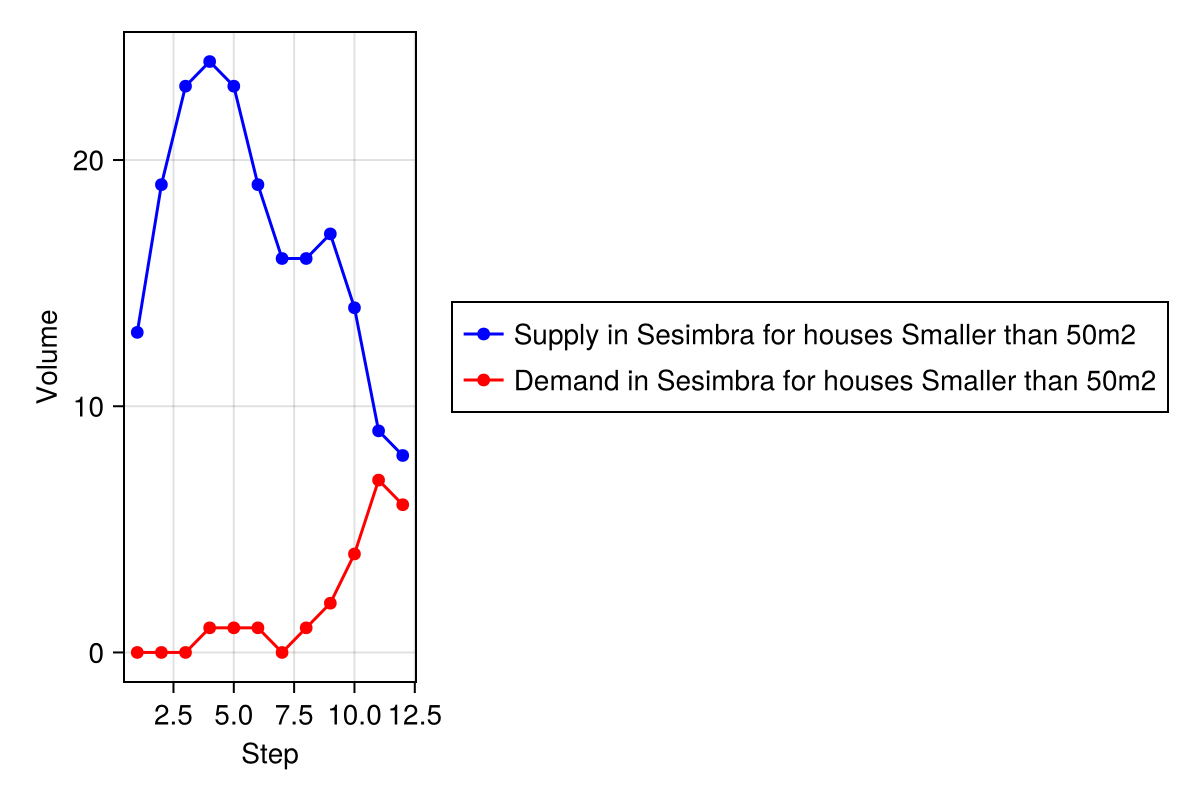 20
10
0
Volume
2.5 5.0 7.5 10.0 12.5
Step
Supply in Sesimbra for houses Smaller than 50m2
Demand in Sesimbra for houses Smaller than 50m2